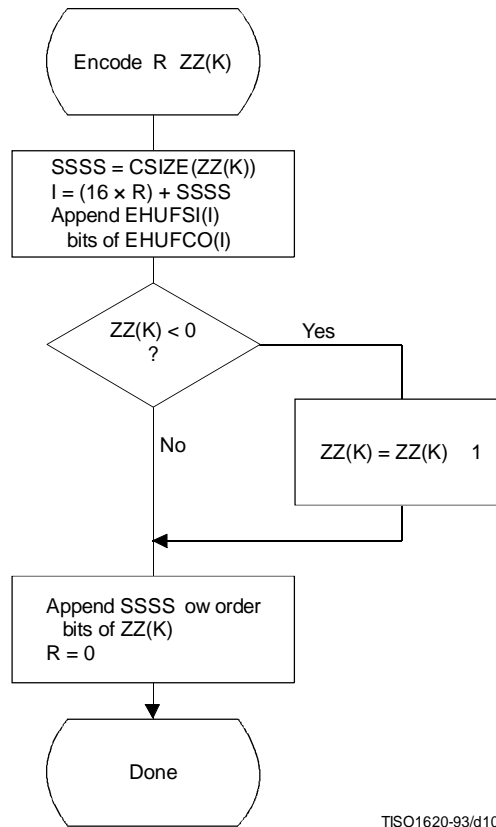 Encode R ZZ(K)
SSSS = CSIZE(ZZ(K))
I = (16 × R) + SSSS
Append EHUFSI(I)
bits of EHUFCO(I)
ZZ(K) < 0
?
Yes
No
ZZ(K) = ZZ(K) 1
Append SSSS ow order
bits of ZZ(K)
R = 0
Done
TISO1620-93/d10